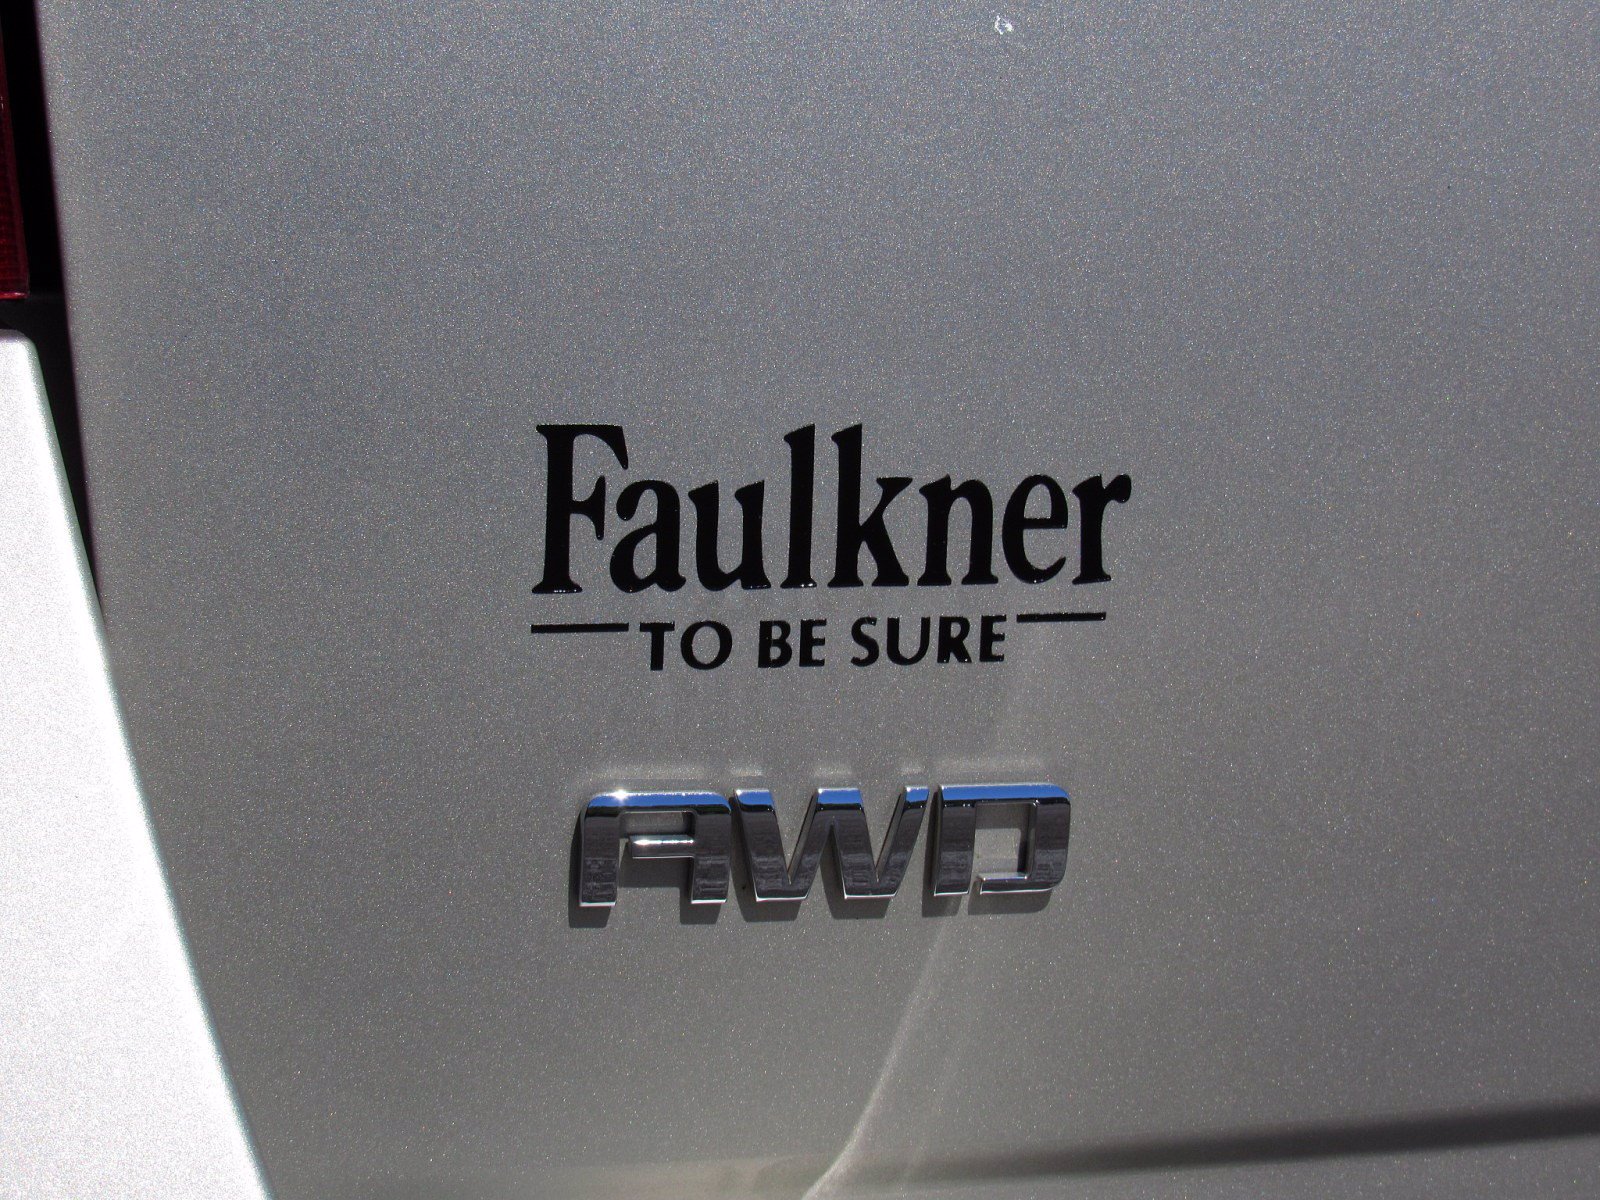 Faulkner
TO BE SURE
AWD